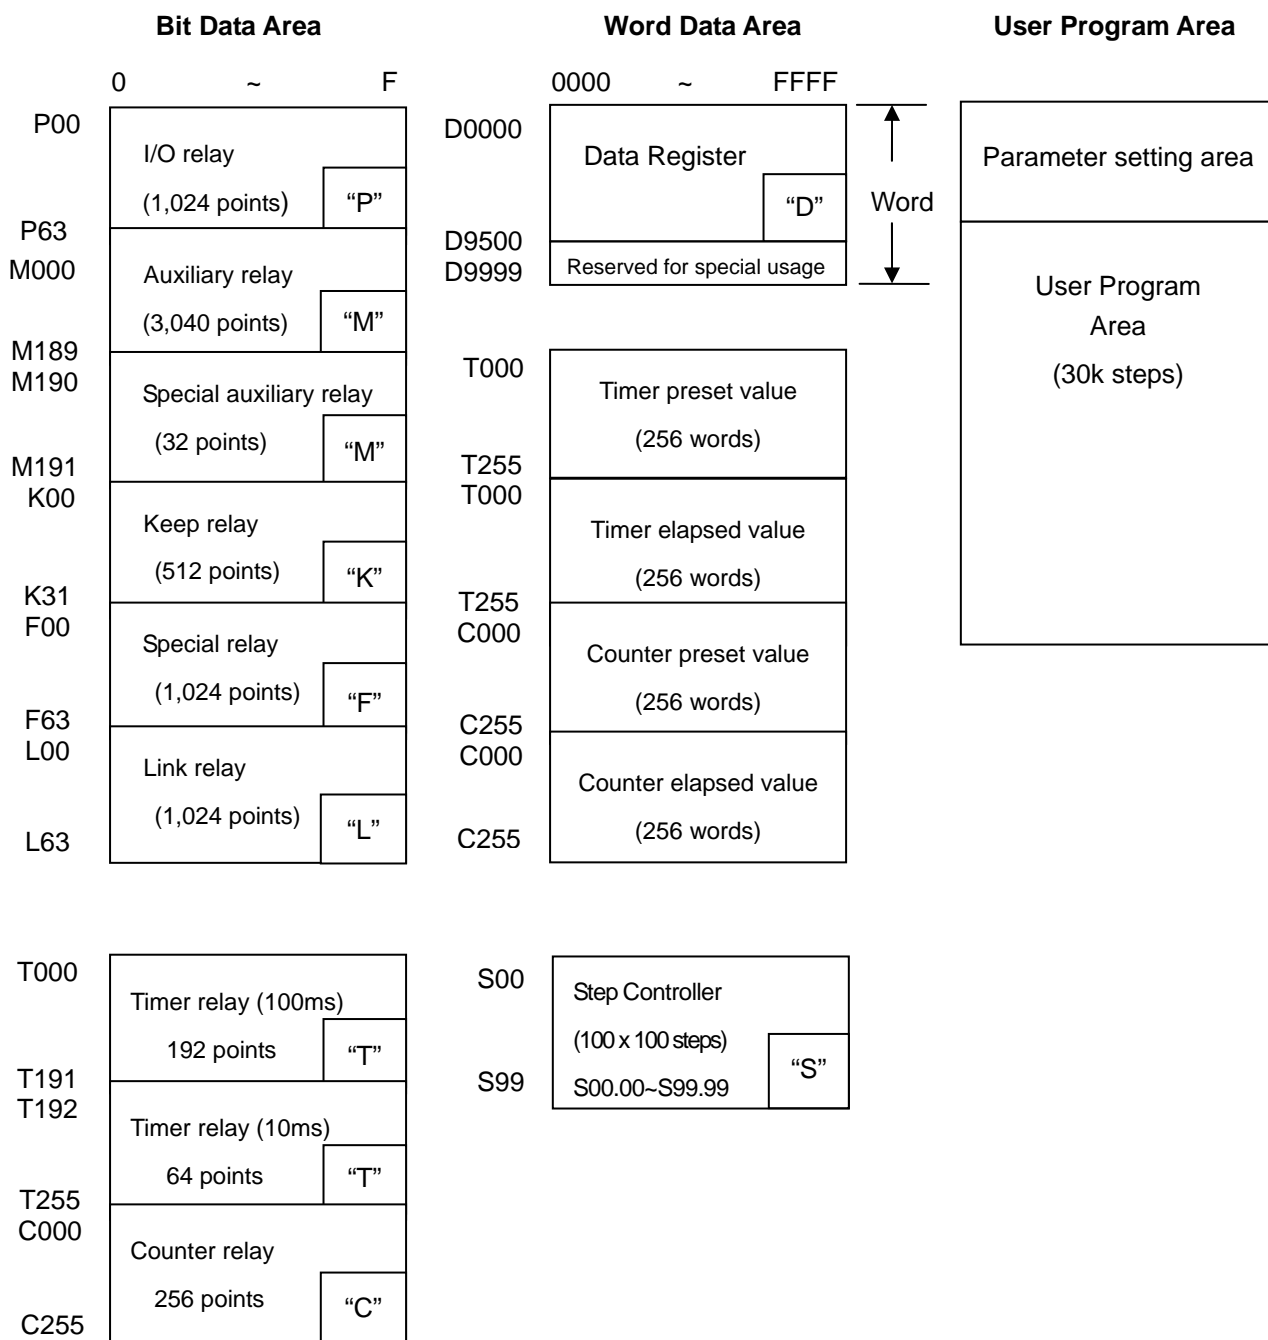 Bit Data Area
0 ~ F
P00
I/O relay
(1,024 points)
“P”
P63
M000
Auxiliary relay
(3,040 points)
“M”
M189
M190
Special auxiliary relay
(32 points)
“M”
M191
K00
Keep relay
(512 points)
“K”
K31
F00
Special relay
(1,024 points)
“F”
F63
L00
Link relay
(1,024 points)
“L”
L63
T000
Timer relay (100ms)
192 points
“T”
T191
T192
Timer relay (10ms)
64 points
“T”
T255
C000
Counter relay
256 points
“C”
C255
Word Data Area
0000 ~ FFFF
D0000
Data Register
“D”
Word
D9500
D9999
Reserved for special usage
T000
Timer preset value
(256 words)
T255
T000
Timer elapsed value
(256 words)
T255
C000
Counter preset value
(256 words)
C255
C000
Counter elapsed value
(256 words)
C255
S00
Step Controller
(100 x 100 steps)
S00.00~S99.99
“S”
S99
User Program Area
Parameter setting area
User Program
Area
(30k steps)